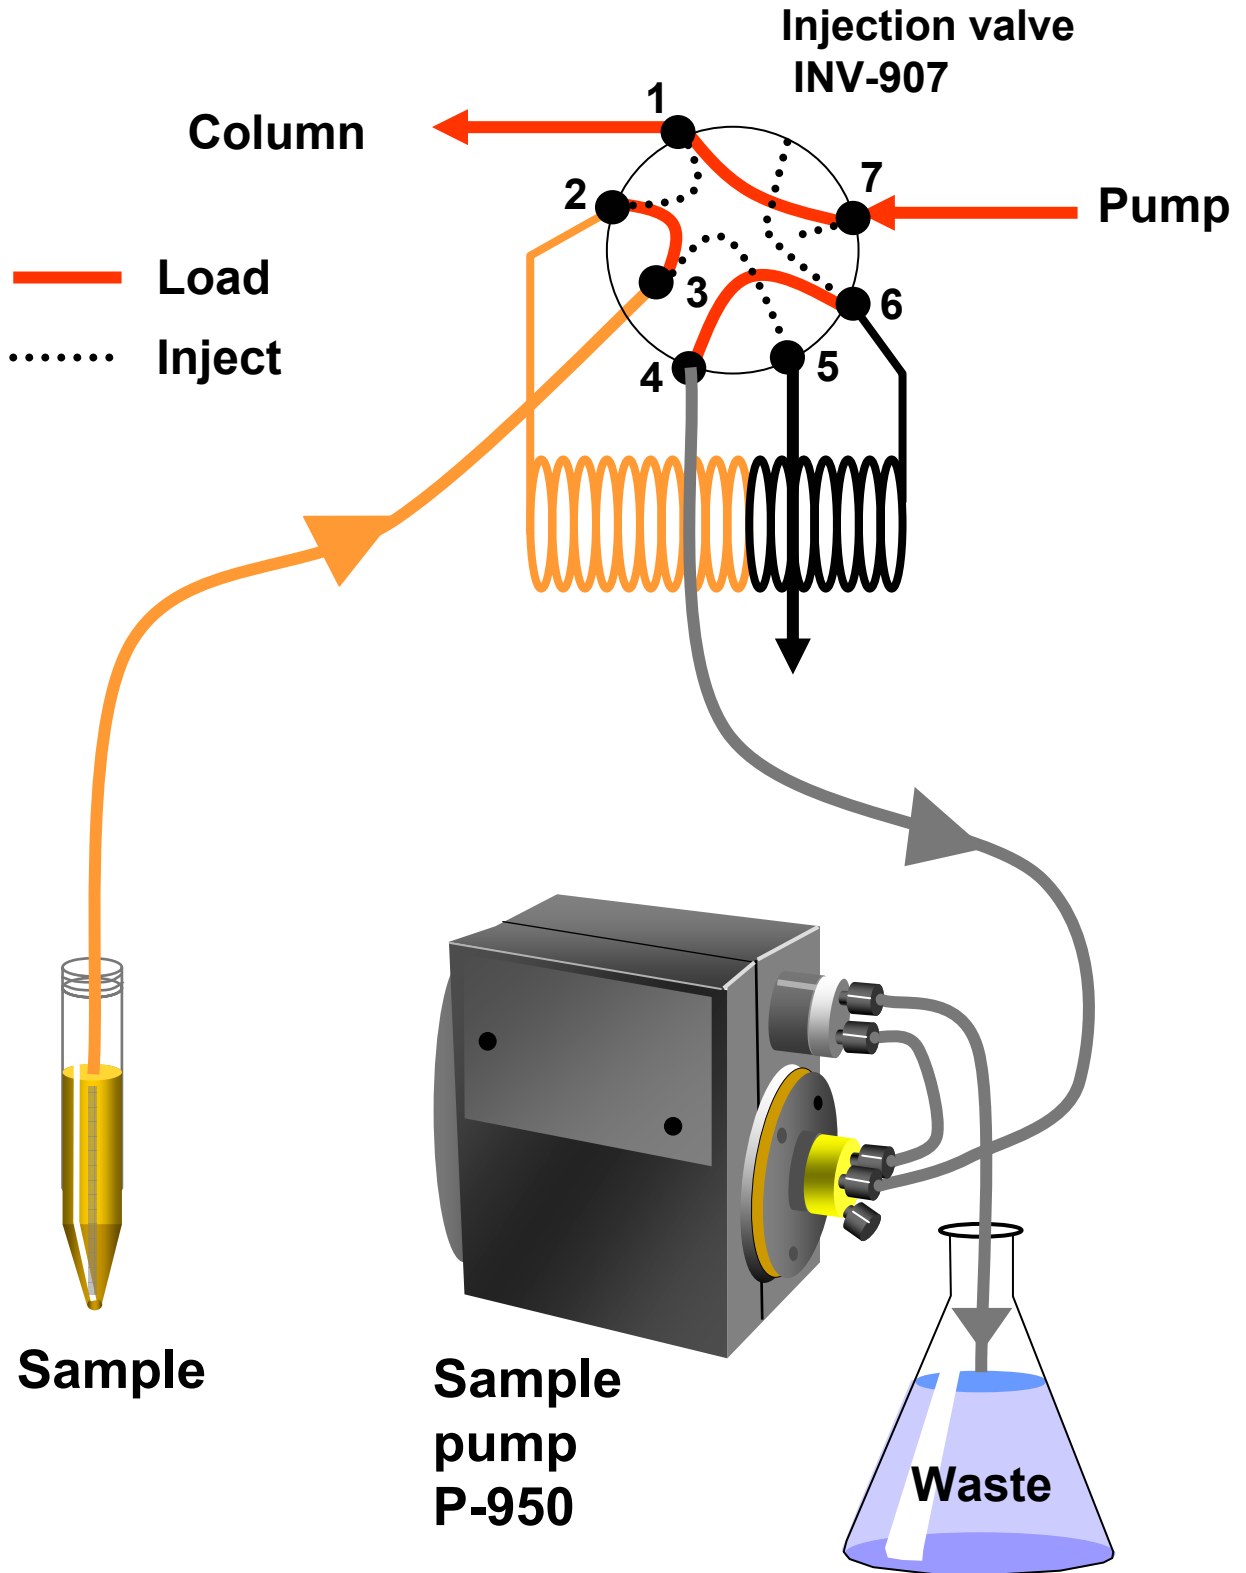 Injection valve
INV-907
1
Column
2
7
Pump
Load
3
6
Inject
4
5
Sample
Sample
pump
P-950
Waste